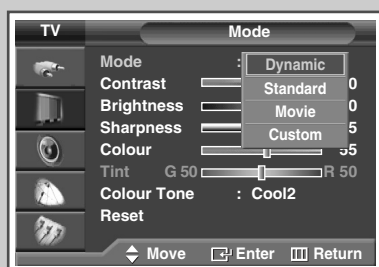 TV Mode
Mode : Dynamic
Contrast Standard 0
Brightness Movie 0
Sharpness Custom 5
Colour 55
Tint G 50 R 50
Colour Tone : Cool2
Reset
Move Enter Return